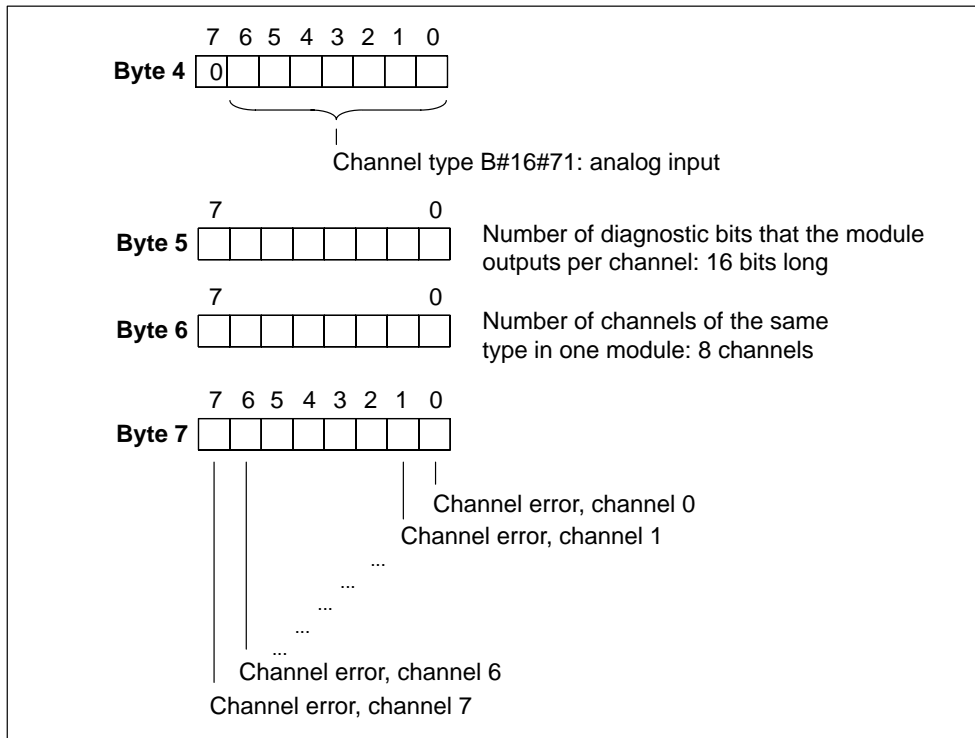 7 6 5 4 3 2 1 0
Byte 4 0
Channel type B#16#71: analog input
7 0
Byte 5
Number of diagnostic bits that the module
outputs per channel: 16 bits long
7 0
Byte 6
Number of channels of the same
type in one module: 8 channels
7 6 5 4 3 2 1 0
Byte 7
Channel error, channel 0
Channel error, channel 1
...
...
...
...
...
Channel error, channel 6
Channel error, channel 7